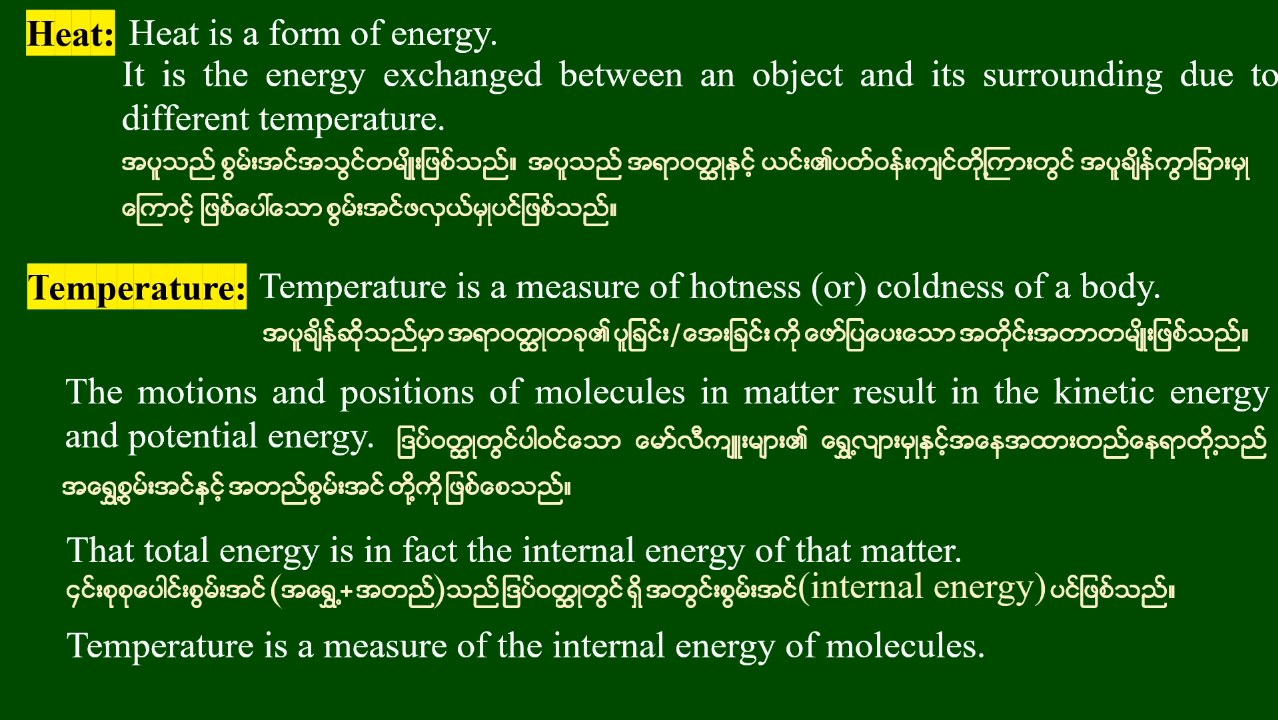 Heat: Heat is a form of energy.
It is the energy exchanged between an object and its surrounding due to
different temperature.
အပူသည် စွမ်းအင်အသွင်တမျိုးဖြစ်သည်။ အပူသည် အရာဝတ္ထုနှင့် ယင်း၏ပတ်ဝန်းကျင်တို့ကြားတွင် အပူချိန်ကွာခြားမှု
ကြောင့် ဖြစ်ပေါ်သော စွမ်းအင်ဖလှယ်မှုပင်ဖြစ်သည်။
Temperature: Temperature is a measure of hotness (or) coldness of a body.
အပူချိန်ဆိုသည်မှာ အရာဝတ္ထုတခု၏ ပူခြင်း/အေးခြင်း ကို ဖော်ပြပေးသော အတိုင်းအတာတမျိုးဖြစ်သည်။
The motions and positions of molecules in matter result in the kinetic energy
and potential energy. ဒြပ်ဝတ္ထုတွင်ပါဝင်သော မော်လီကျူးများ၏ ရွှေ့လျားမှုနှင့်အနေအထားတည်နေရာတို့သည်
အရွှေ့စွမ်းအင်နှင့် အတည်စွမ်းအင် တို့ကို ဖြစ်စေသည်။
That total energy is in fact the internal energy of that matter.
၄င်းစုစုပေါင်းစွမ်းအင် (အရွှေ့+အတည်)သည် ဒြပ်ဝတ္ထုတွင် ရှိ အတွင်းစွမ်းအင်(internal energy) ပင်ဖြစ်သည်။
Temperature is a measure of the internal energy of molecules.